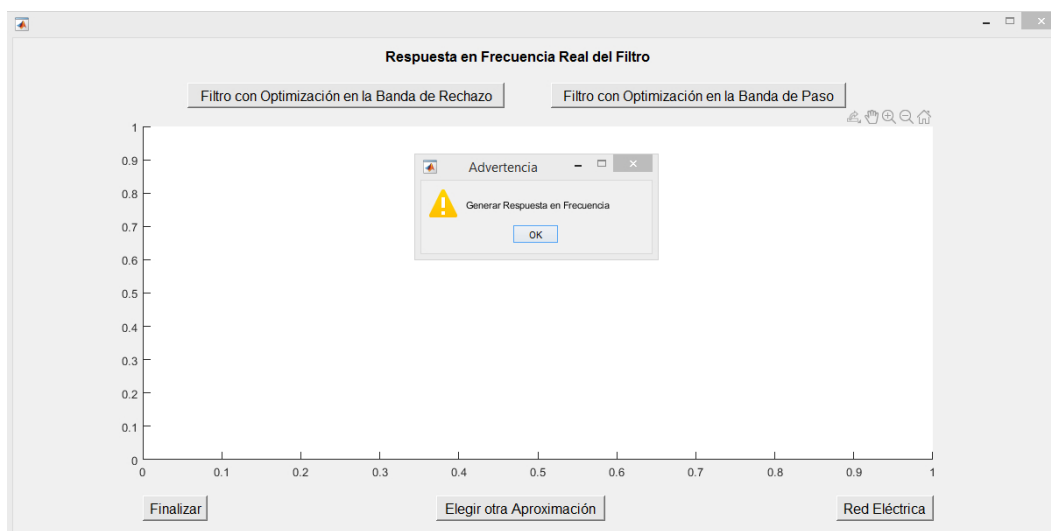 Respuesta en Frecuencia Real del Filtro
Filtro con Optimización en la Banda de Rechazo
Filtro con Optimización en la Banda de Paso
1
0.9
0.8
0.7
0.6
0.5
0.4
0.3
0.2
0.1
0
Advertencia
Generar Respuesta en Frecuencia
OK
0 0.1 0.2 0.3 0.4 0.5 0.6 0.7 0.8 0.9 1
Finalizar
Elegir otra Aproximación
Red Eléctrica